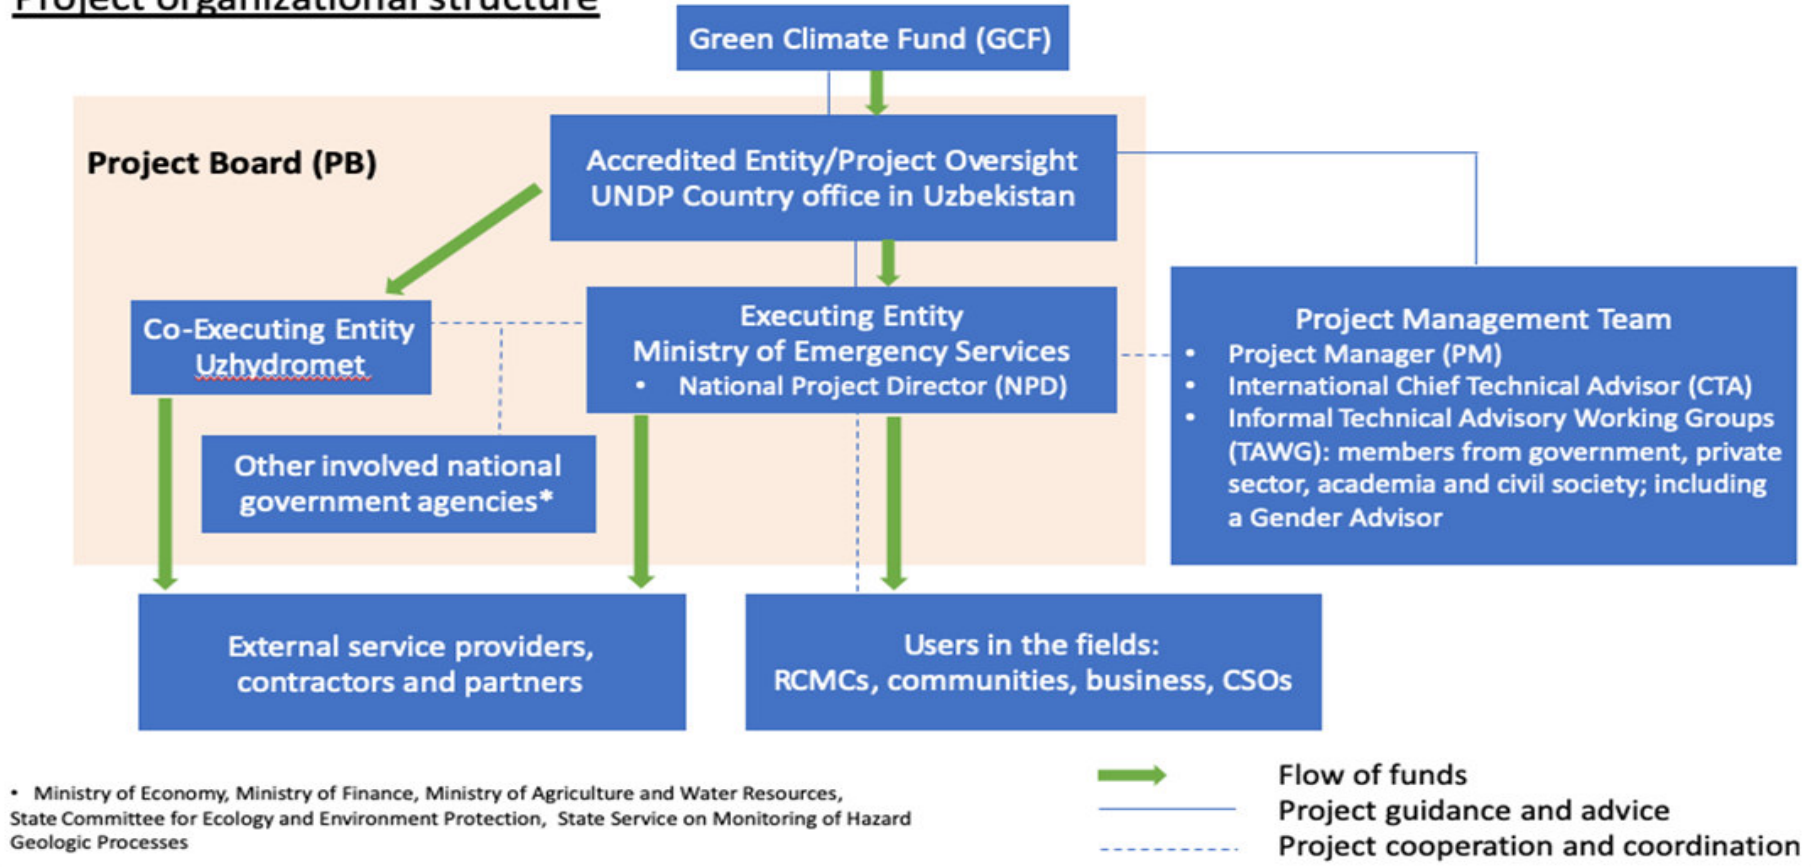 Project organizational structure
Green Climate Fund (GCF)
Project Board (PB)
Accredited Entity/Project Oversight
UNDP Country office in Uzbekistan
Co-Executing Entity
Uzhydromet
Executing Entity
Ministry of Emergency Services
• National Project Director (NPD)
Project Management Team
• Project Manager (PM)
• International Chief Technical Advisor (CTA)
• Informal Technical Advisory Working Groups
(TAWG): members from government, private
sector, academia and civil society; including
a Gender Advisor
Other involved national
government agencies*
External service providers,
contractors and partners
Users in the fields:
RCMCs, communities, business, CSOs
• Ministry of Economy, Ministry of Finance, Ministry of Agriculture and Water Resources,
State Committee for Ecology and Environment Protection, State Service on Monitoring of Hazard
Geologic Processes
Flow of funds
Project guidance and advice
Project cooperation and coordination